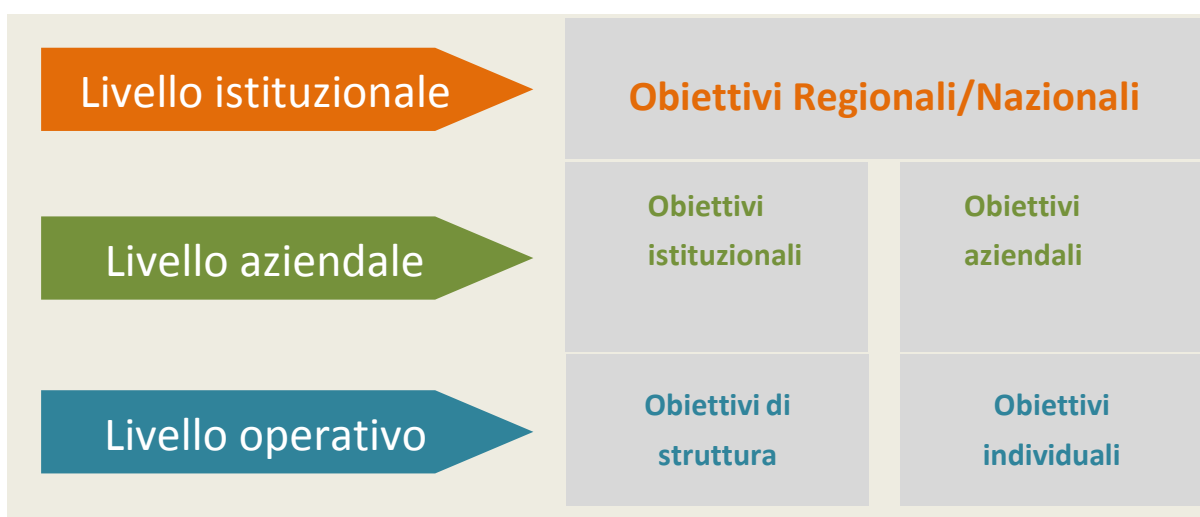 Livello istituzionale
Obiettivi Regionali/Nazionali
Livello aziendale
Obiettivi
istituzionali
Obiettivi
aziendali
Livello operativo
Obiettivi di
struttura
Obiettivi
individuali